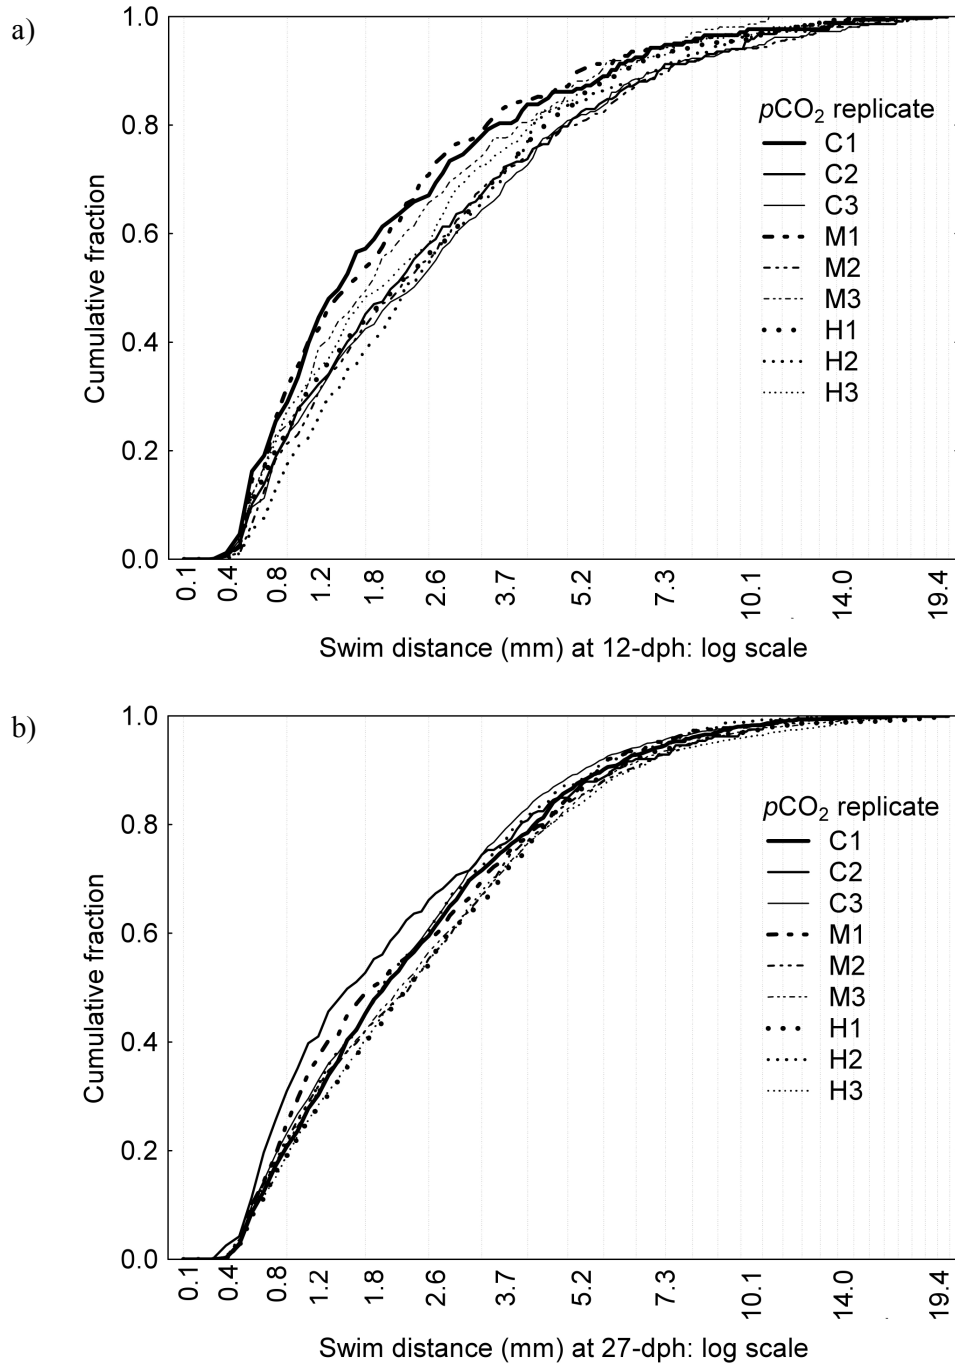 a)
1.0
0.8
0.6
0.4
0.2
0.0
Cumulative fraction
pCO₂ replicate
C1
C2
C3
M1
M2
M3
H1
H2
H3
0.1 0.4 0.8 1.2 1.8 2.6 3.7 5.2 7.3 10.1 14.0 19.4
Swim distance (mm) at 12-dph: log scale
b)
1.0
0.8
0.6
0.4
0.2
0.0
Cumulative fraction
pCO₂ replicate
C1
C2
C3
M1
M2
M3
H1
H2
H3
0.1 0.4 0.8 1.2 1.8 2.6 3.7 5.2 7.3 10.1 14.0 19.4
Swim distance (mm) at 27-dph: log scale